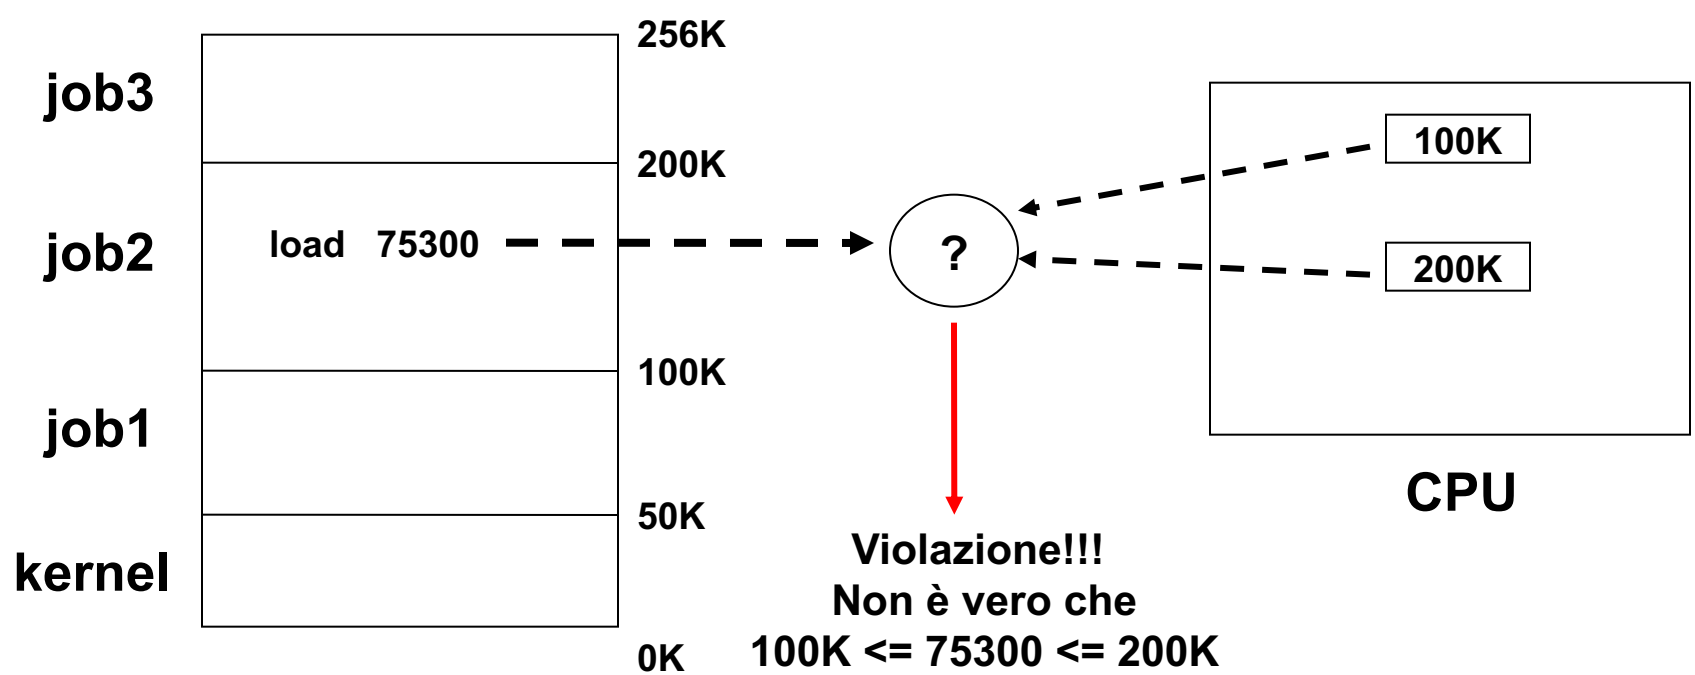 256K
job3
100K
200K
job2
load 75300
?
200K
100K
job1
CPU
50K
Violazione!!!
kernel
Non è vero che
0K
100K <= 75300 <= 200K